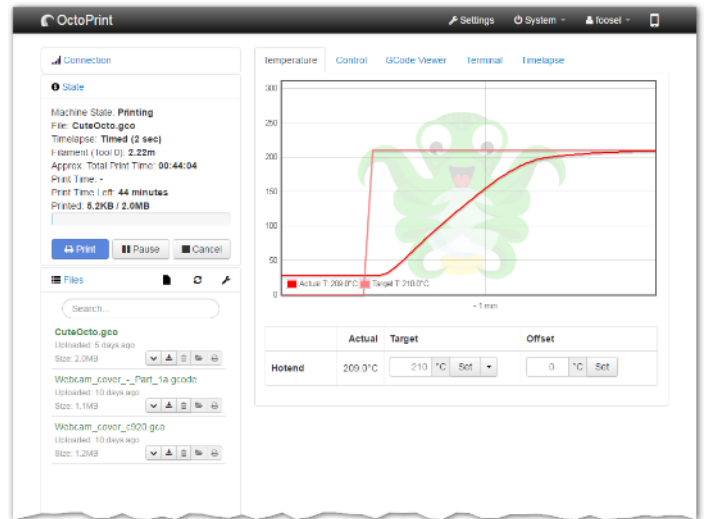 OctoPrint
Settings System foosel
Connection
State
Machine State: Printing
File: CuteOcto.gco
Timelapse: Timed (2 sec)
Filament (Tool 0): 2.22m
Approx. Total Print Time: 00:44:04
Print Time: -
Print Time Left: 44 minutes
Printed: 5.2KB / 2.0MB
Print Pause Cancel
Files
Search...
CuteOcto.gco
Uploaded: 5 days ago
Size: 2.0MB
Webcam_cover_-_Part_1a.gcode
Uploaded: 10 days ago
Size: 1.1MB
Webcam_cover_c920.gco
Uploaded: 10 days ago
Size: 1.2MB
Temperature Control GCode Viewer Terminal Timelapse
300
250
200
150
100
50
0
Actual T: 209.0°C Target T: 210.0°C
- 1 min
Actual Target Offset
Hotend 209.0°C 210 °C Set 0 °C Set